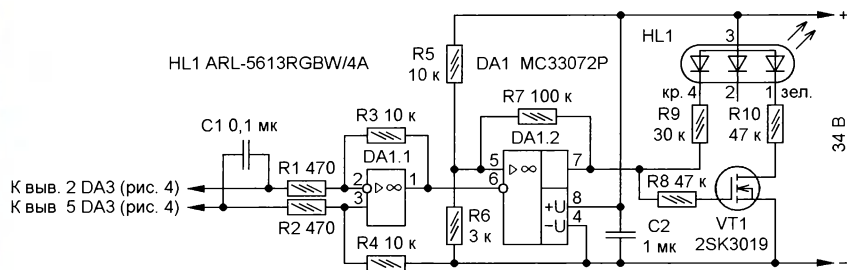 HL1 ARL-5613RGBW/4A
DA1 MC33072P
HL1
+
3
R5
10 к
R7 100 к
кр. 4
2
1 зел.
R9
30 к
R10
47 к
34 В
C1 0,1 мк
R3 10 к
DA1.1
DA1.2
R1 470
К выв. 2 DA3 (рис. 4)
2
▷ ∞
1
5
6
▷ ∞
7
К выв 5 DA3 (рис. 4)
3
R2 470
R8 47 к
R6
3 к
+U
8
-U
4
C2
1 мк
VT1
2SK3019
R4 10 к
−